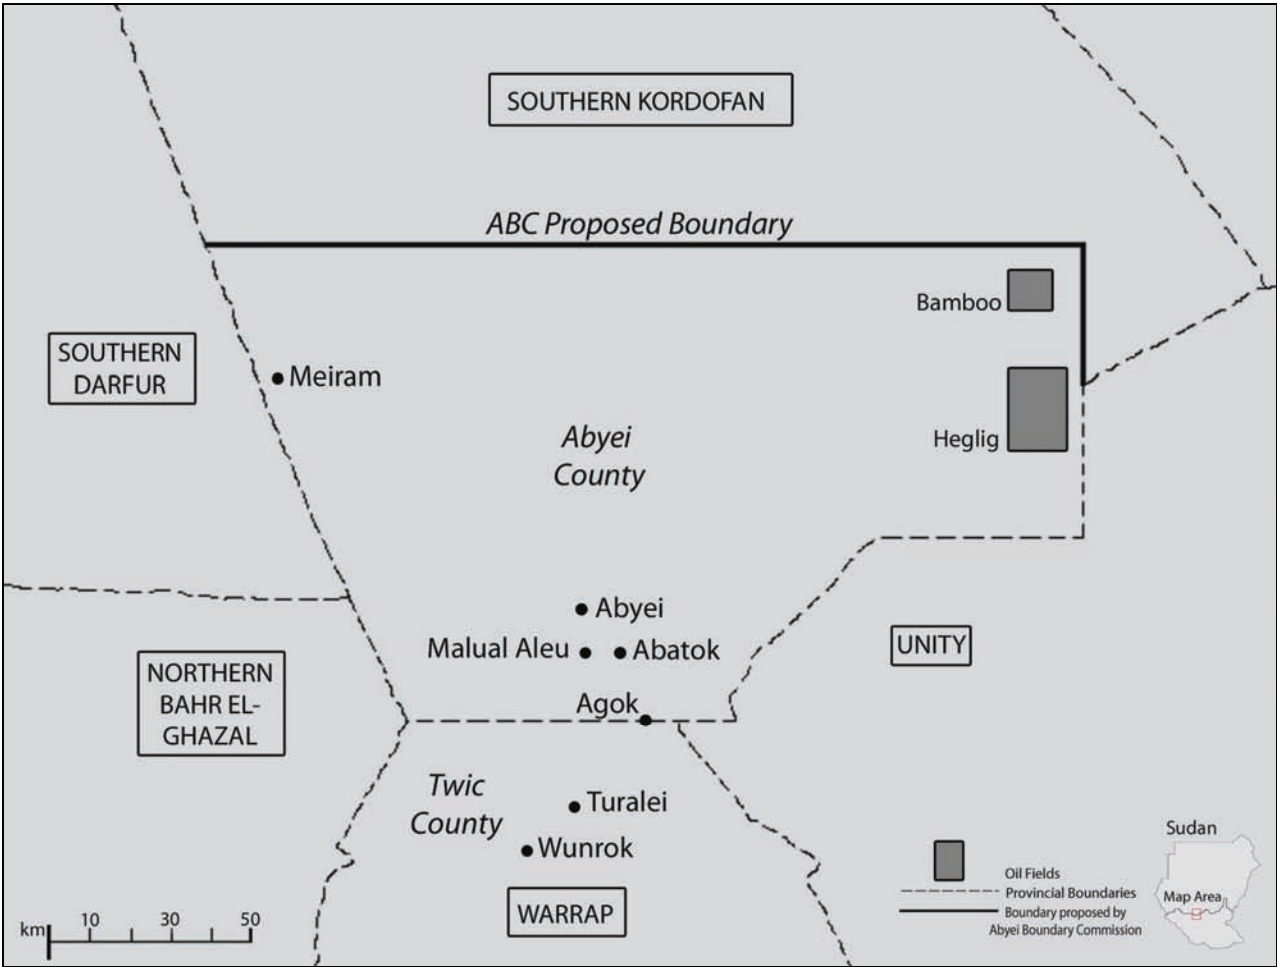 SOUTHERN KORDOFAN
ABC Proposed Boundary
Bamboo
SOUTHERN
DARFUR
Meiram
Abyei
County
Heglig
Abyei
Malual Aleu
Abatok
UNITY
NORTHERN
BAHR EL-
GHAZAL
Agok
Twic
County
Turalei
Wunrok
WARRAP
km
10
30
50
Oil Fields
Provincial Boundaries
Boundary proposed by
Abyei Boundary Commission
Sudan
Map Area